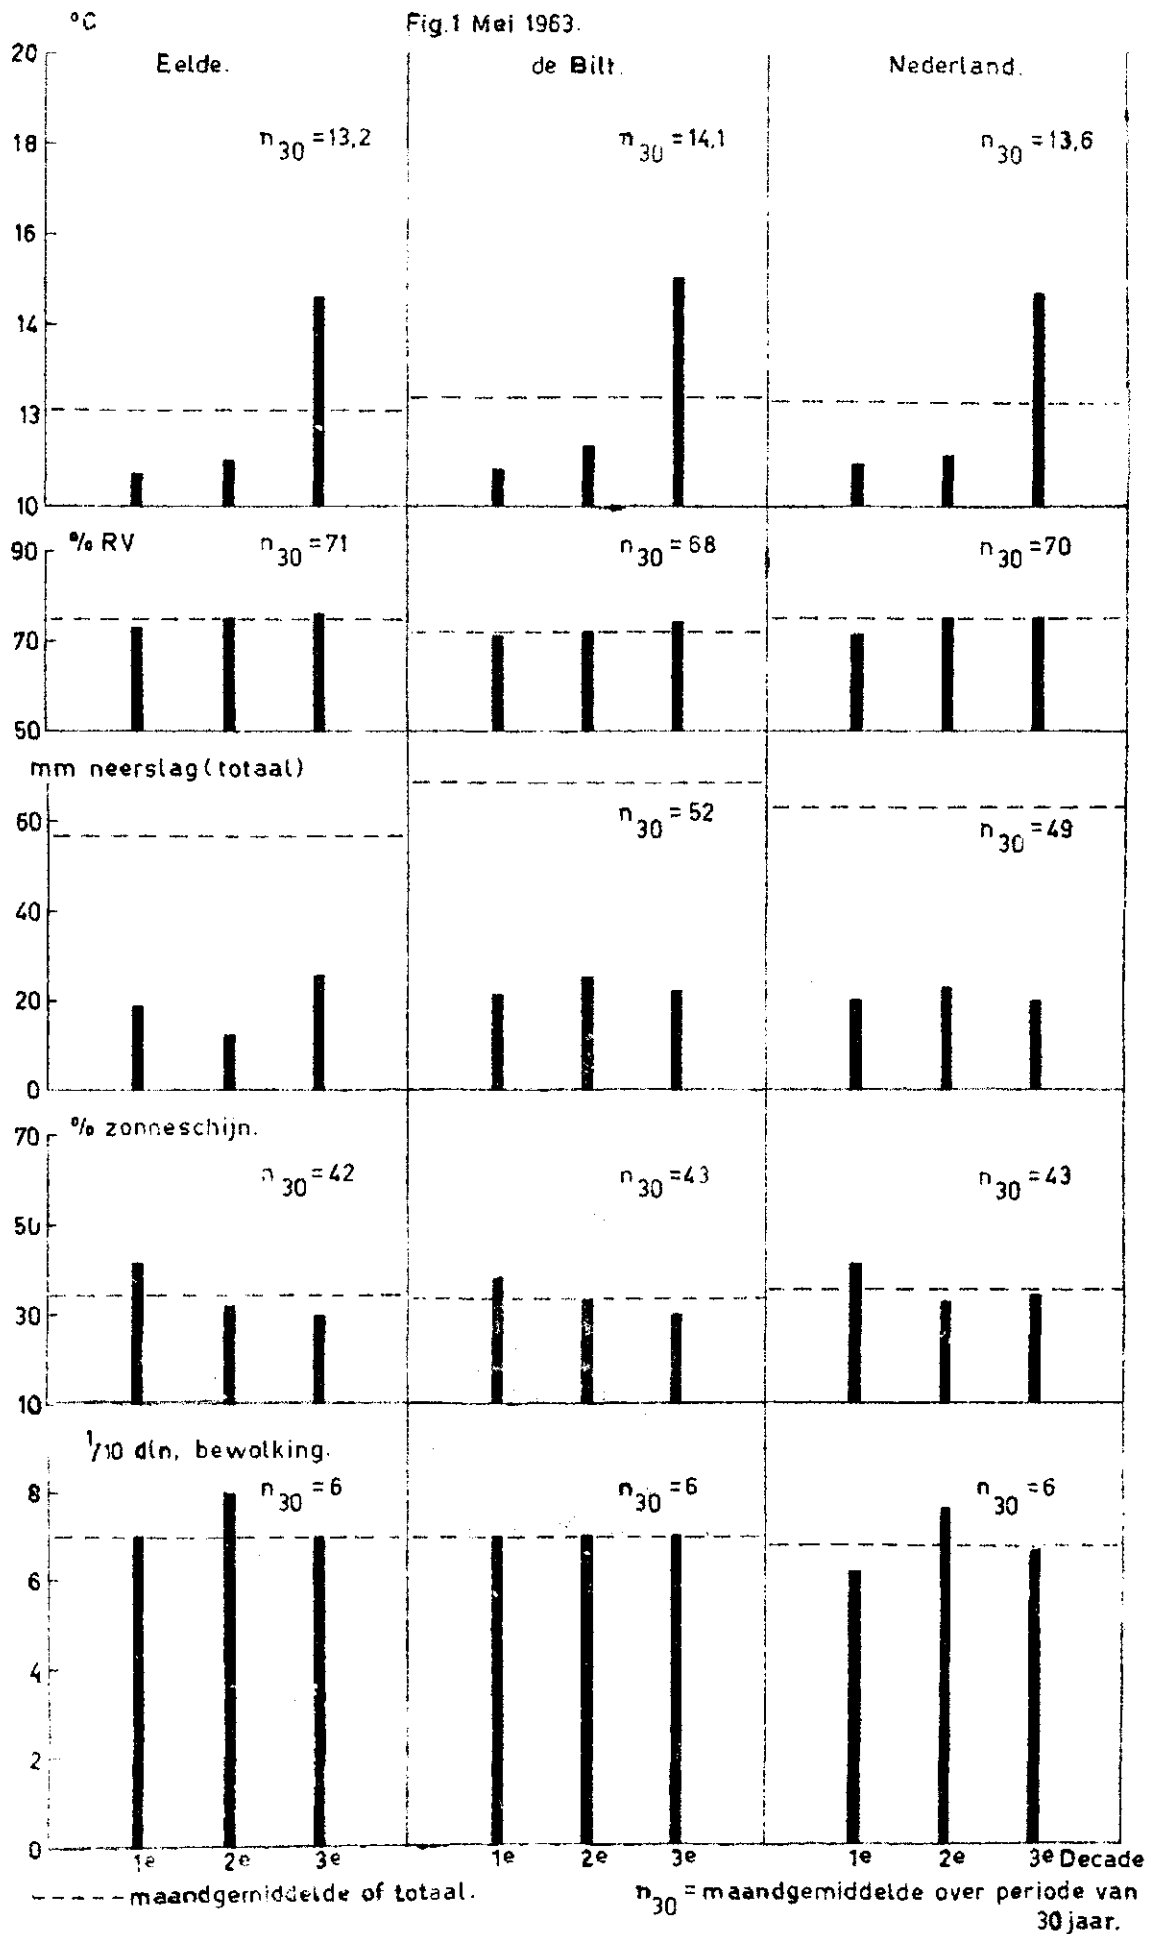 °C
Fig.1 Mei 1963.
Eelde. de Bilt. Nederland.
20
n30 =13,2 n30 =14,1 n30 =13,6
18
16
14
13
10
% RV n30 =71 n30 =68 n30 =70
90
70
50
mm neerslag (totaal)
n30 =52 n30 =49
60
40
20
0
% zonneschijn.
70
n30 =42 n30 =43 n30 =43
50
30
10
1/10 dln, bewolking.
n30 =6 n30 =6 n30 =6
8
6
4
2
0
1e 2e 3e 1e 2e 3e 1e 2e 3e Decade
-----maandgemiddelde of totaal. n30 =maandgemiddelde over periode van
30 jaar.